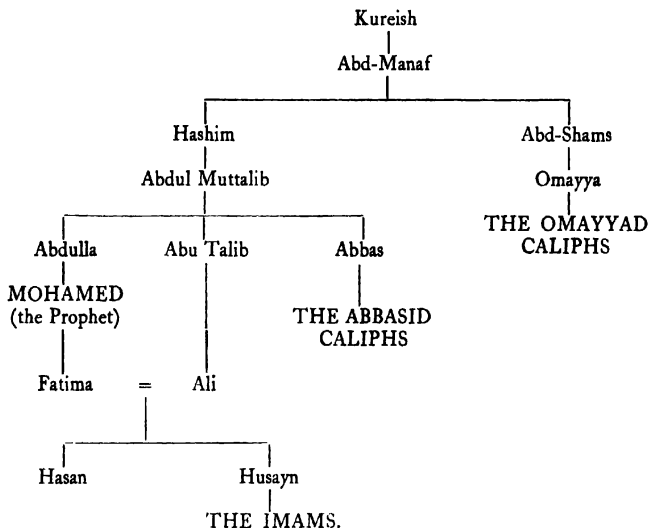 Kureish
Abd-Manaf
Hashim Abd-Shams
Abdul Muttalib Omayya
THE OMAYYAD
CALIPHS
Abdulla Abu Talib Abbas
MOHAMED
(the Prophet)
THE ABBASID
CALIPHS
Fatima = Ali
Hasan Husayn
THE IMAMS.